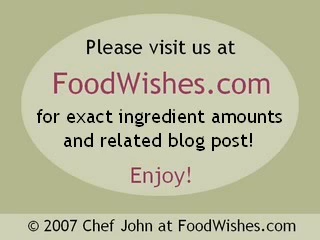 Please visit us at
FoodWishes.com
for exact ingredient amounts
and related blog post!
Enjoy!
© 2007 Chef John at FoodWishes.com